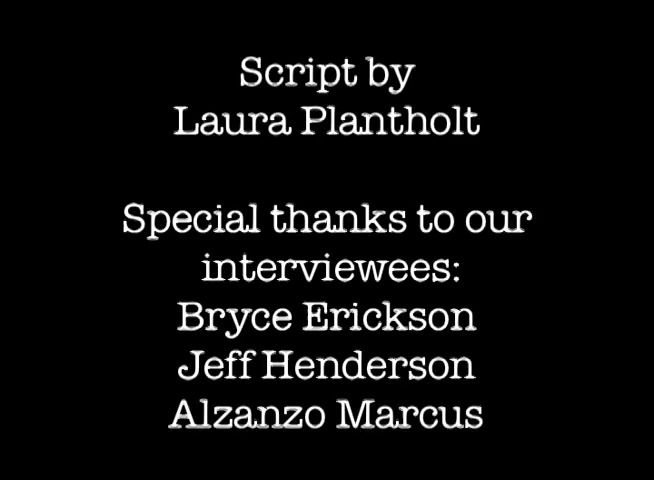 Script by
Laura Plantholt
Special thanks to our
interviewees:
Bryce Erickson
Jeff Henderson
Alzanzo Marcus